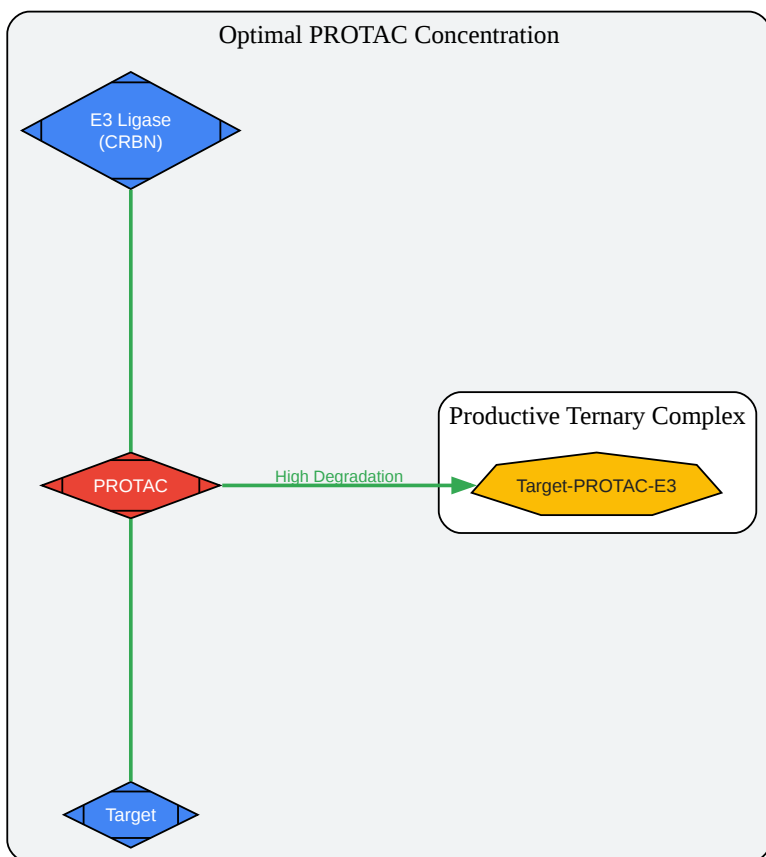 Optimal PROTAC Concentration
E3 Ligase
(CRBN)
Productive Ternary Complex
PROTAC
High Degradation
Target-PROTAC-E3
Target